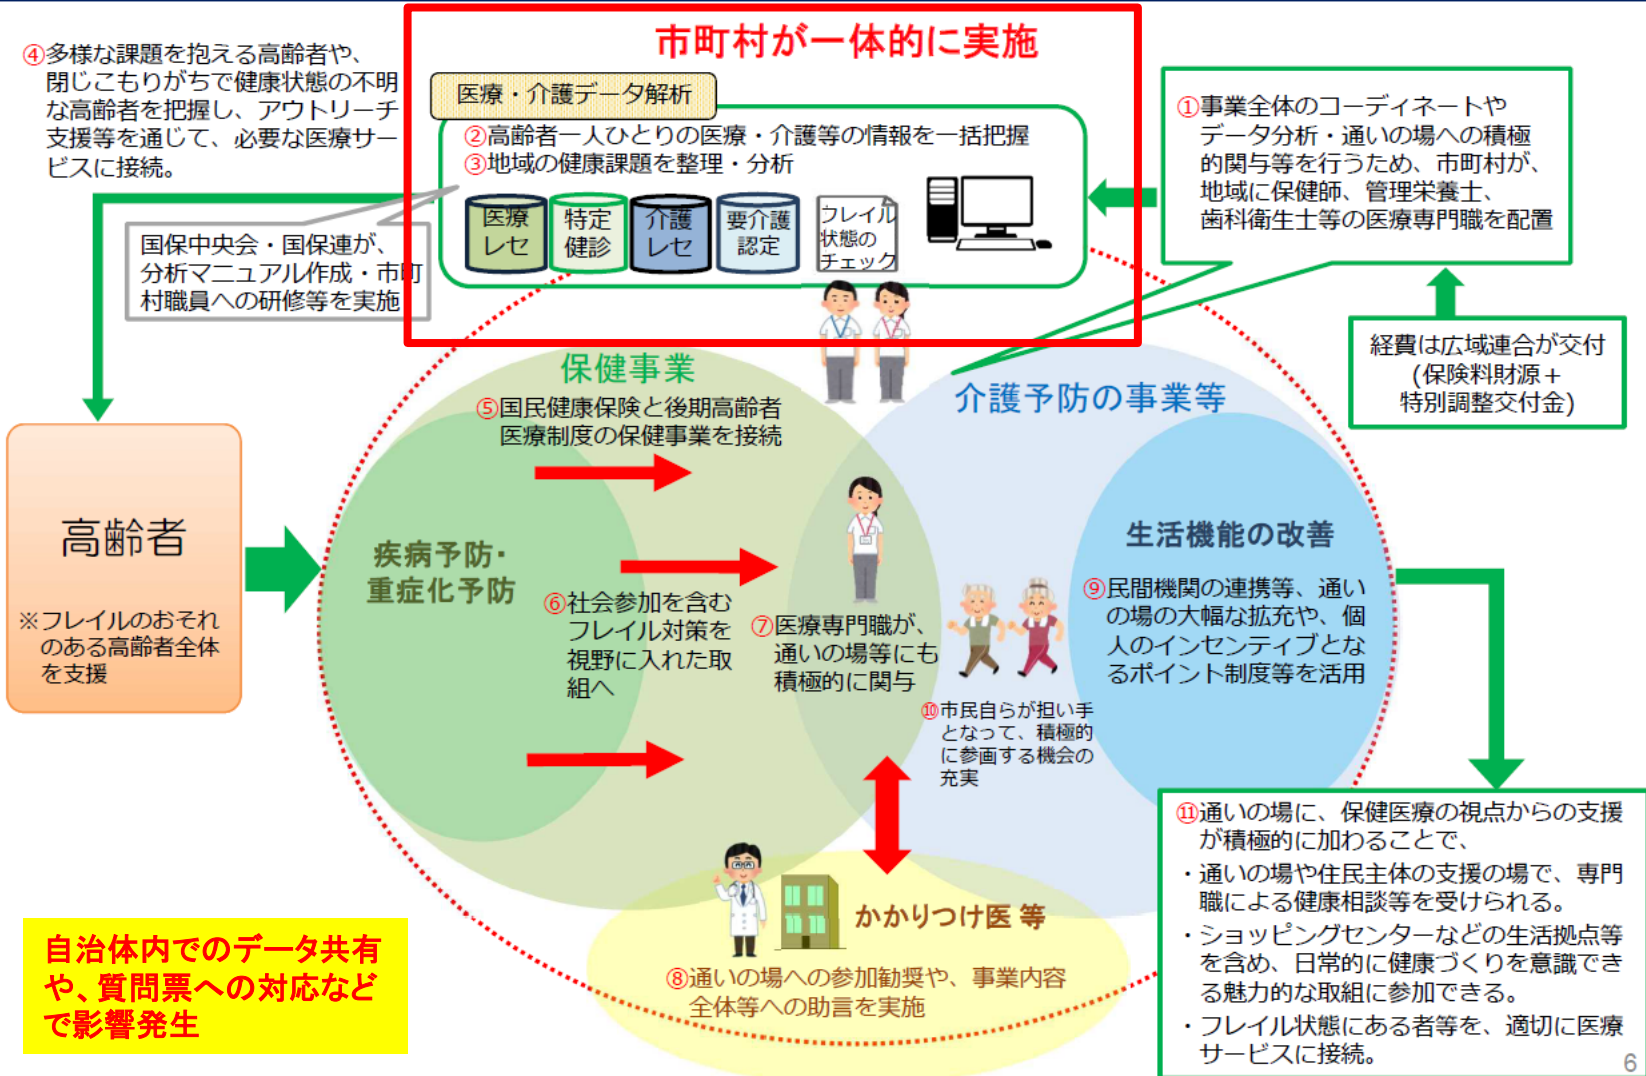 市町村が一体的に実施
④多様な課題を抱える高齢者や、
閉じこもりがちで健康状態の不明
な高齢者を把握し、アウトリーチ
支援等を通じて、必要な医療サー
ビスに接続。
医療・介護データ解析
②高齢者一人ひとりの医療・介護等の情報を一括把握
③地域の健康課題を整理・分析
医療
レセ
特定
健診
介護
レセ
要介護
認定
フレイル
状態の
チェック
①事業全体のコーディネートや
データ分析・通いの場への積極
的関与等を行うため、市町村が、
地域に保健師、管理栄養士、
歯科衛生士等の医療専門職を配置
国保中央会・国保連が、
分析マニュアル作成・市町
村職員への研修等を実施
経費は広域連合が交付
(保険料財源＋
特別調整交付金)
保健事業
⑤国民健康保険と後期高齢者
医療制度の保健事業を接続
介護予防の事業等
高齢者
※フレイルのおそれ
のある高齢者全体
を支援
疾病予防・
重症化予防
⑥社会参加を含む
フレイル対策を
視野に入れた取
組へ
⑦医療専門職が、
通いの場等にも
積極的に関与
生活機能の改善
⑨民間機関の連携等、通い
の場の大幅な拡充や、個
人のインセンティブとな
るポイント制度等を活用
⑩市民自らが担い手
となって、積極的
に参画する機会の
充実
かかりつけ医 等
⑧通いの場への参加勧奨や、事業内容
全体等への助言を実施
⑪通いの場に、保健医療の視点からの支援
が積極的に加わることで、
・通いの場や住民主体の支援の場で、専門
職による健康相談等を受けられる。
・ショッピングセンターなどの生活拠点等
を含め、日常的に健康づくりを意識でき
る魅力的な取組に参加できる。
・フレイル状態にある者等を、適切に医療
サービスに接続。
自治体内でのデータ共有
や、質問票への対応など
で影響発生
6